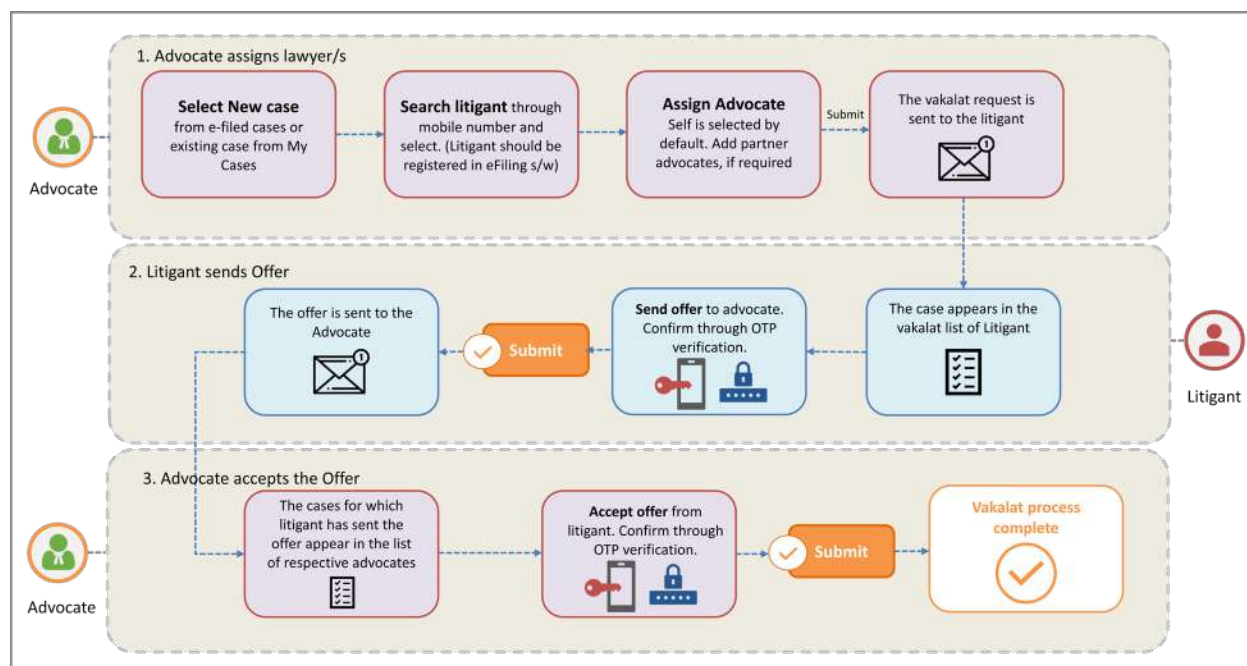 1. Advocate assigns lawyer/s
Select New case
from e-filed cases or
existing case from My
Cases
Search litigant through
mobile number and
select. (Litigant should be
registered in eFiling s/w)
Assign Advocate
Self is selected by
default. Add partner
advocates, if required
Submit
The vakalat request is
sent to the litigant
1
Advocate
2. Litigant sends Offer
The case appears in the
vakalat list of Litigant
Send offer to advocate.
Confirm through OTP
verification.
Submit
The offer is sent to the
Advocate
1
Litigant
3. Advocate accepts the Offer
The cases for which
litigant has sent the
offer appear in the list
of respective advocates
Accept offer from
litigant. Confirm through
OTP verification.
Submit
Vakalat process
complete
Advocate